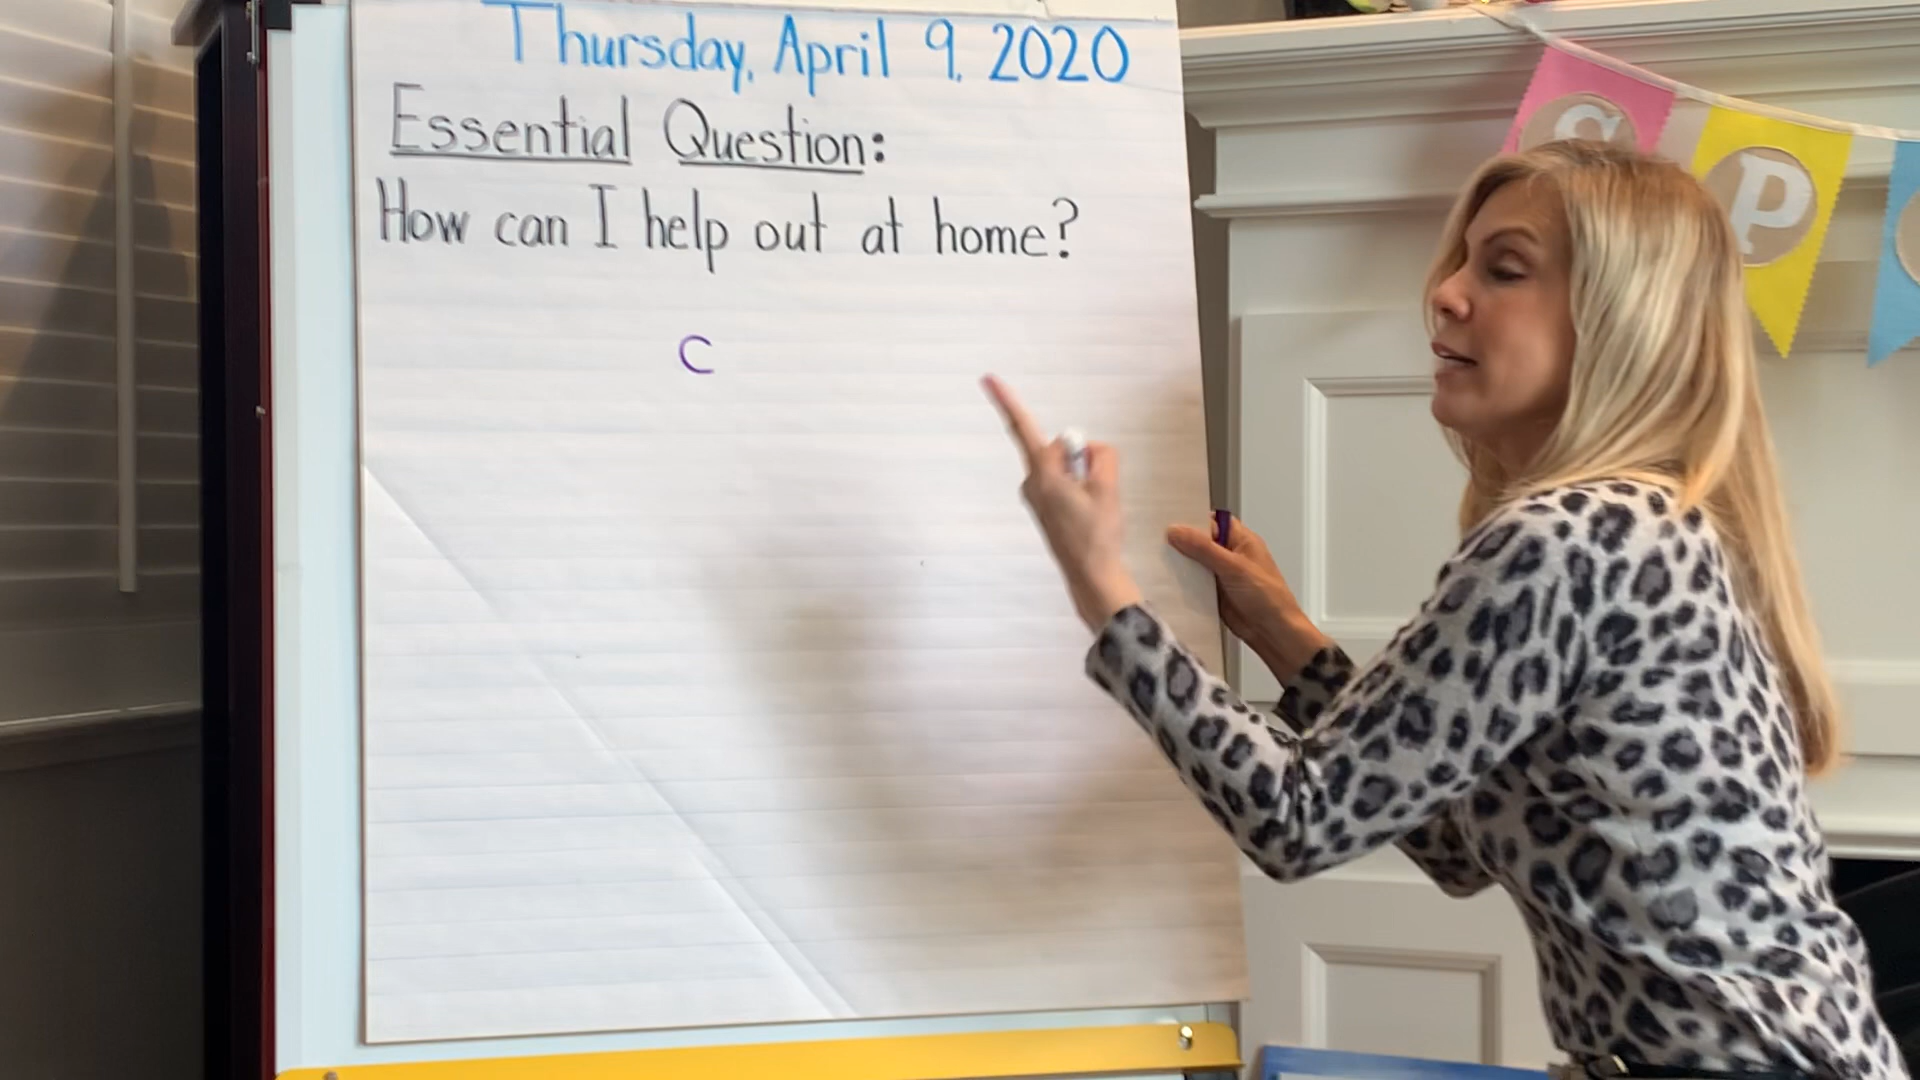 Thursday, April 9, 2020
Essential Question:
How can I help out at home?
c
S P